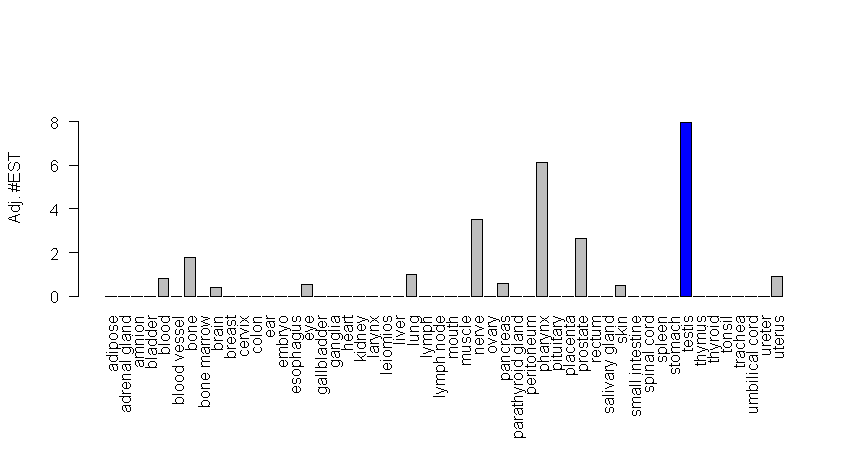 Adj. #EST
8
6
4
2
0
adipose
adrenal gland
amnion
bladder
blood
blood vessel
bone
bone marrow
brain
breast
cervix
colon
ear
embryo
esophagus
eye
gallbladder
ganglia
heart
kidney
larynx
leiomios
liver
lung
lymph
lymph node
mouth
muscle
nerve
ovary
pancreas
parathyroid gland
peritoneum
pharynx
pituitary
placenta
prostate
rectum
salivary gland
skin
small intestine
spinal cord
spleen
stomach
testis
thymus
thyroid
tonsil
trachea
umbilical cord
ureter
uterus